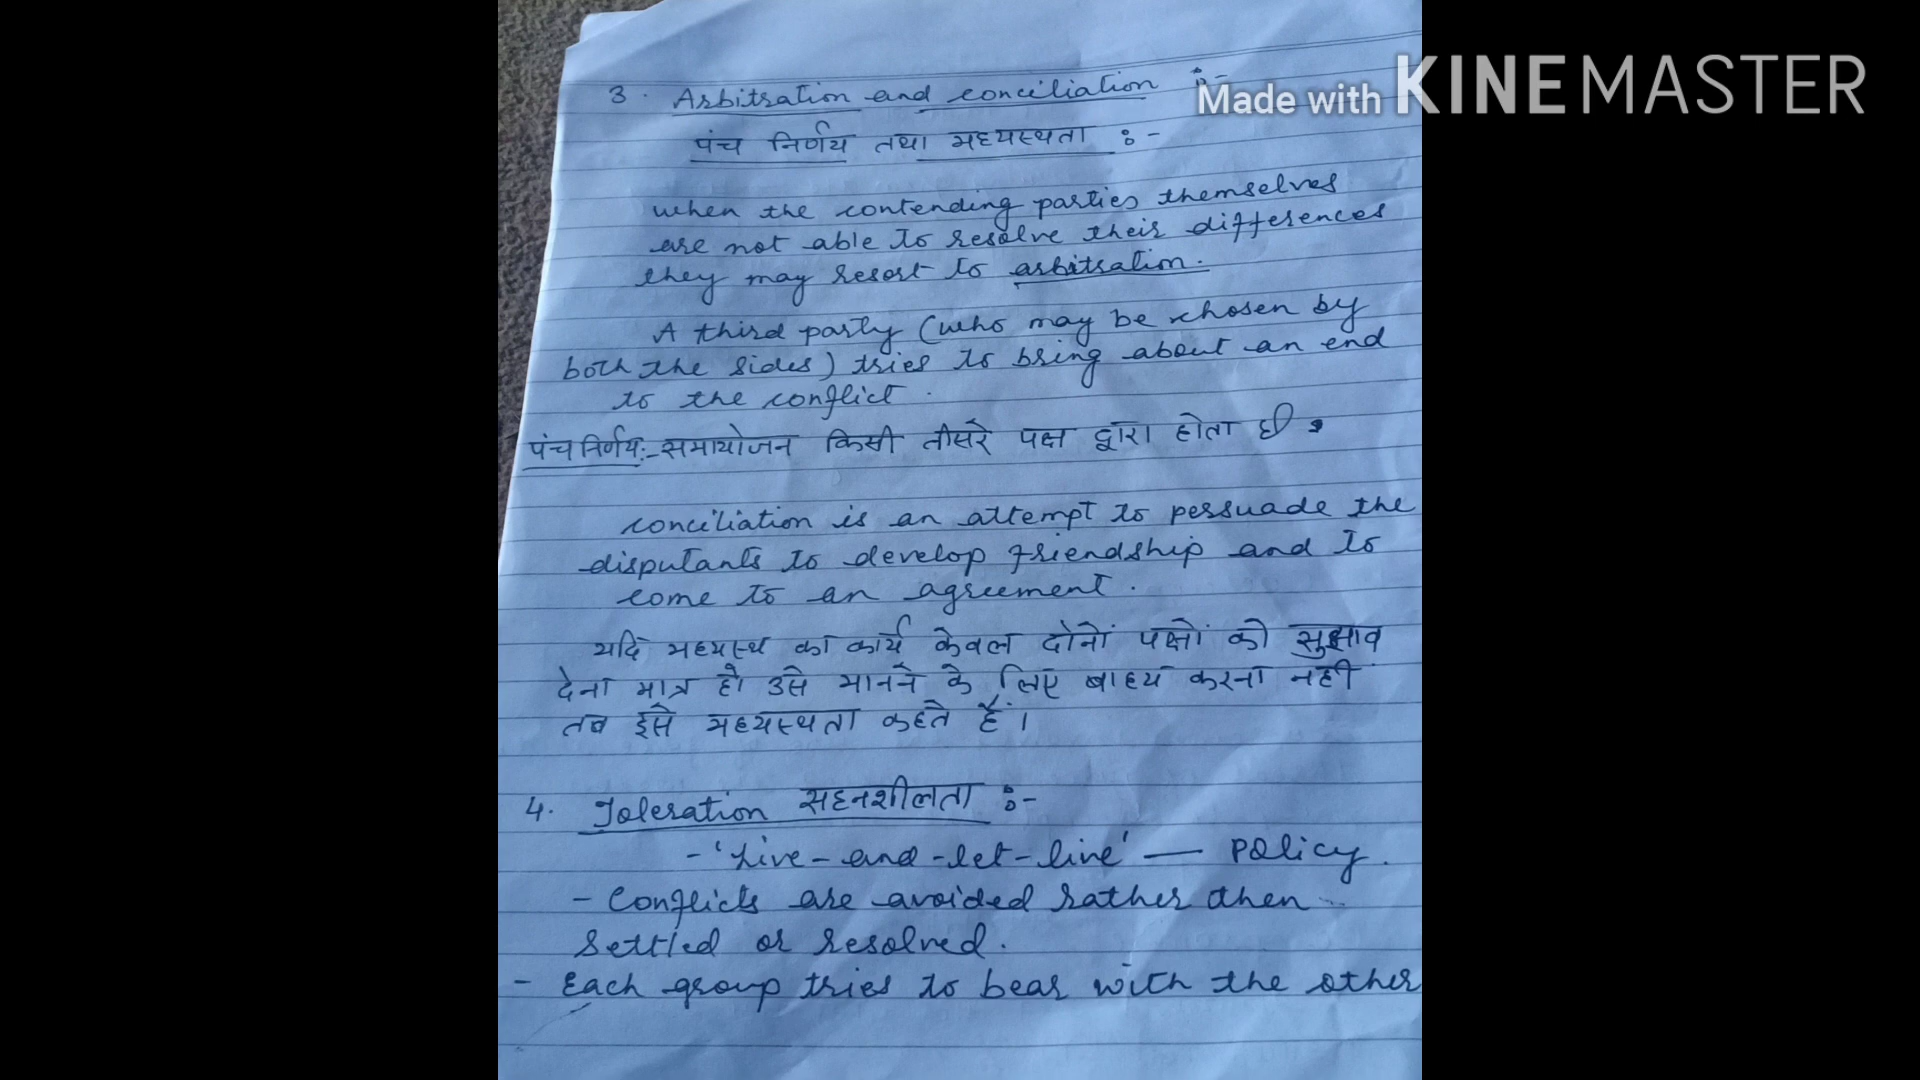 Made with KINEMASTER
3. Arbitration and conciliation :-
पंच निर्णय तथा मध्यस्थता :-
when the contending parties themselves
are not able to resolve their differences
they may resort to arbitration.
A third party (who may be chosen by
both the sides) tries to bring about an end
to the conflict.
पंच निर्णय:- समायोजन किसी तीसरे पक्ष द्वारा होता है
conciliation is an attempt to persuade the
disputants to develop friendship and to
come to an agreement.
यदि मध्यस्थ का कार्य केवल दोनों पक्षों को सुझाव
देना मात्र हो उसे मानने के लिए बाध्य करना नही
तब इसे मध्यस्थता कहते हैं।
4. Toleration सहनशीलता :-
- 'Live-and-let-live' — Policy.
- Conflicts are avoided rather then
settled or resolved.
- Each group tries to bear with the other